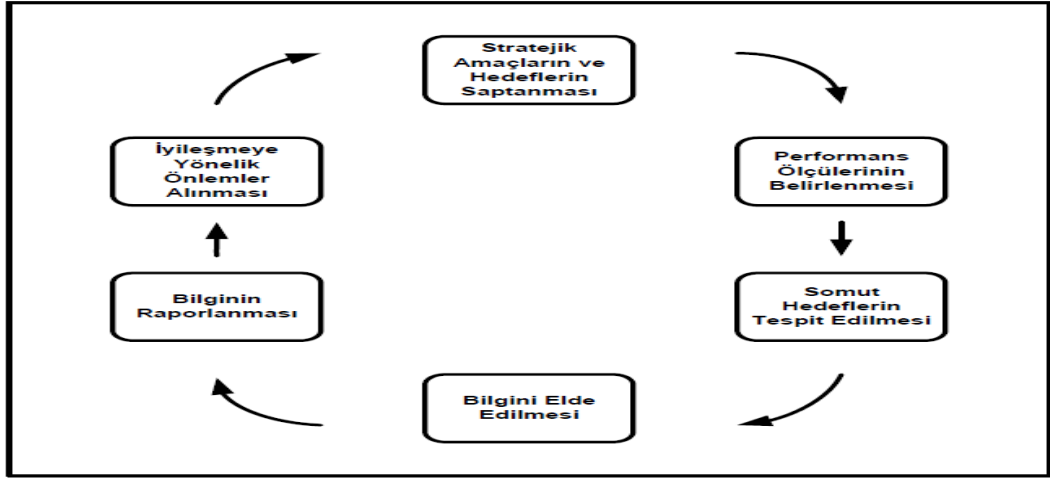 Stratejik
Amaçların ve
Hedeflerin
Saptanması
Performans
Ölçülerinin
Belirlenmesi
Somut
Hedeflerin
Tespit Edilmesi
Bilgini Elde
Edilmesi
Bilginin
Raporlanması
İyileşmeye
Yönelik
Önlemler
Alınması